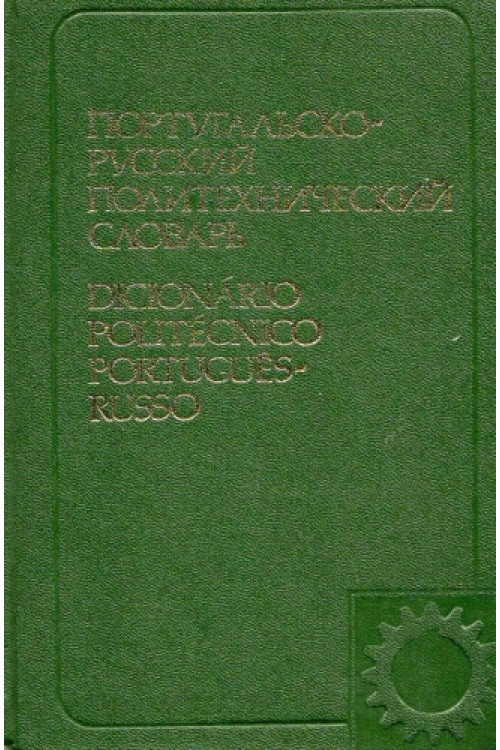 ПОРТУГАЛЬСКО-
РУССКИЙ
ПОЛИТЕХНИЧЕСКИЙ
СЛОВАРЬ
DICIONÁRIO
POLITÉCNICO
PORTUGUÊS-
RUSSO